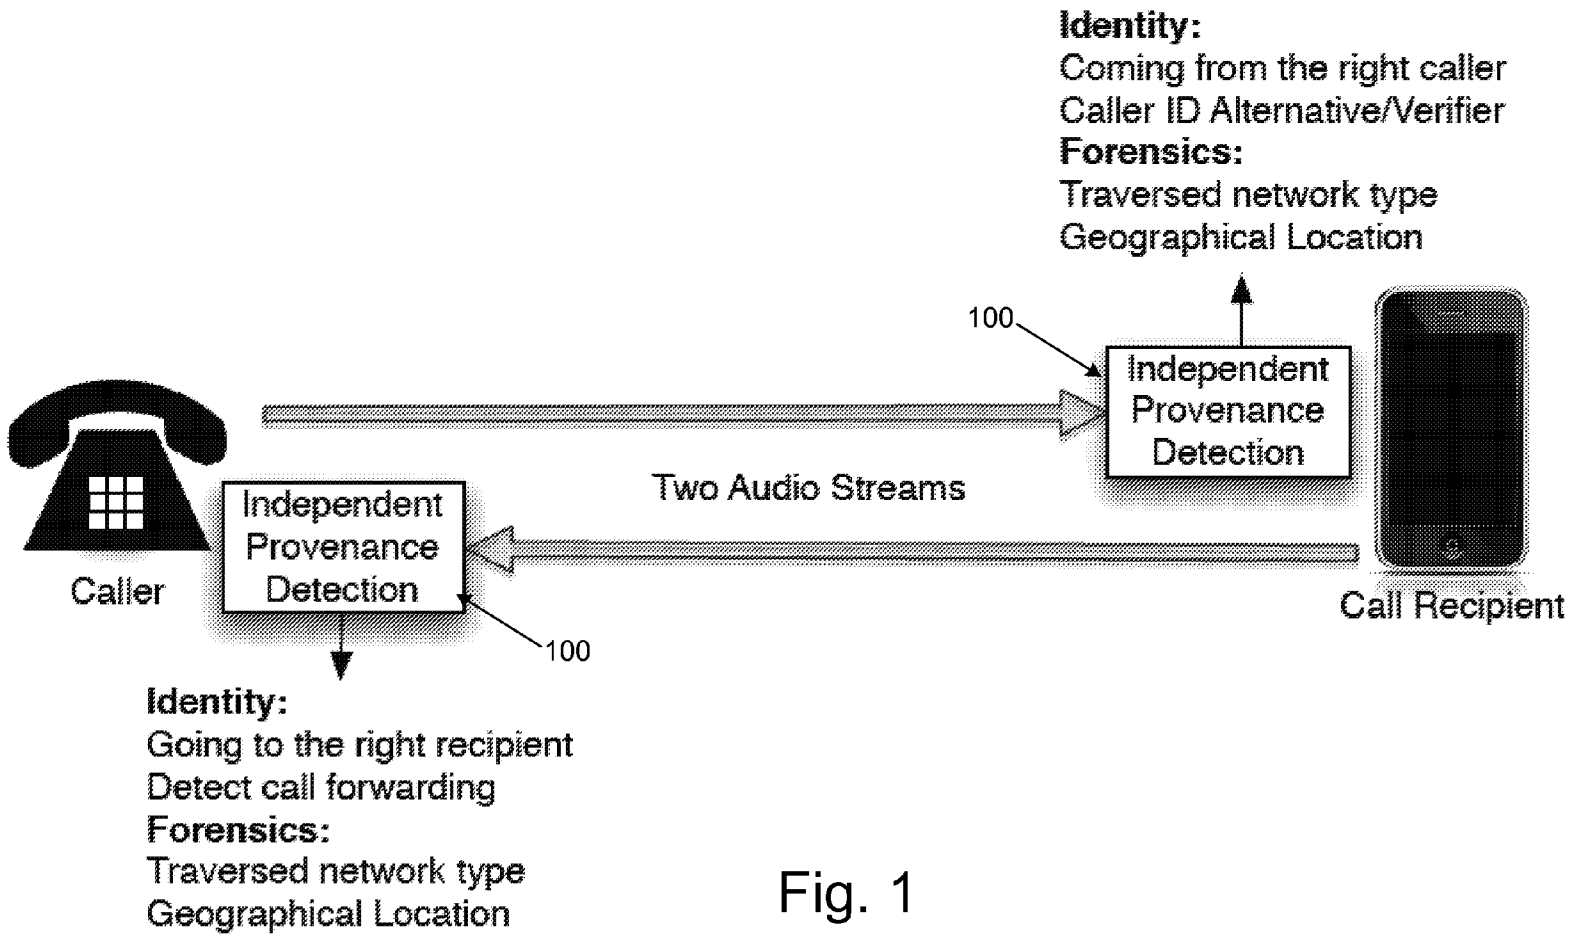 Identity:
Coming from the right caller
Caller ID Alternative/Verifier
Forensics:
Traversed network type
Geographical Location
100
Independent
Provenance
Detection
Two Audio Streams
Independent
Provenance
Detection
Caller
Call Recipient
100
Identity:
Going to the right recipient
Detect call forwarding
Forensics:
Traversed network type
Geographical Location
Fig. 1